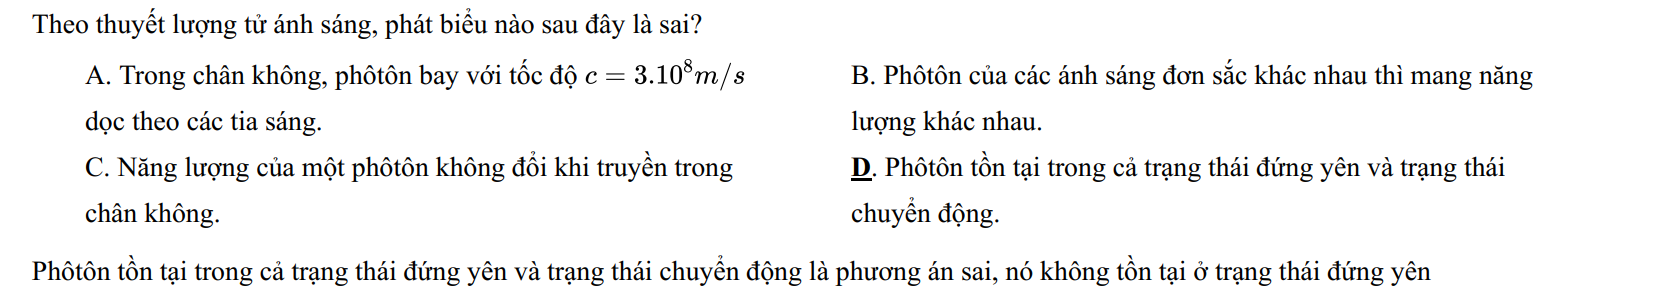 Theo thuyết lượng tử ánh sáng, phát biểu nào sau đây là sai?
A. Trong chân không, phôtôn bay với tốc độ c = 3.10⁸m/s
dọc theo các tia sáng.
B. Phôtôn của các ánh sáng đơn sắc khác nhau thì mang năng
lượng khác nhau.
C. Năng lượng của một phôtôn không đổi khi truyền trong
chân không.
D. Phôtôn tồn tại trong cả trạng thái đứng yên và trạng thái
chuyển động.
Phôtôn tồn tại trong cả trạng thái đứng yên và trạng thái chuyển động là phương án sai, nó không tồn tại ở trạng thái đứng yên